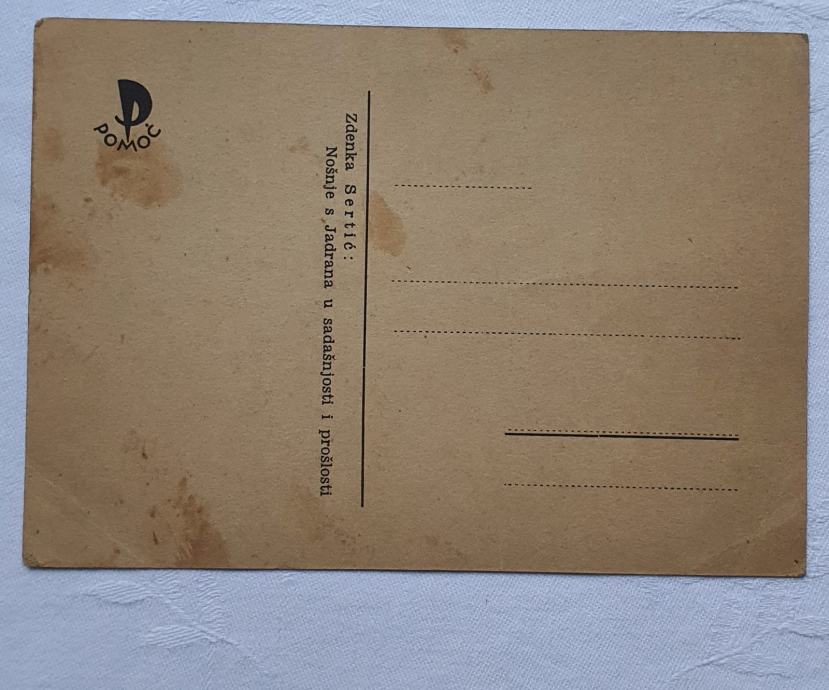 POMOĆ
Zdenka Sertić:
Nošnje s Jadrana u sadašnjosti i prošlosti